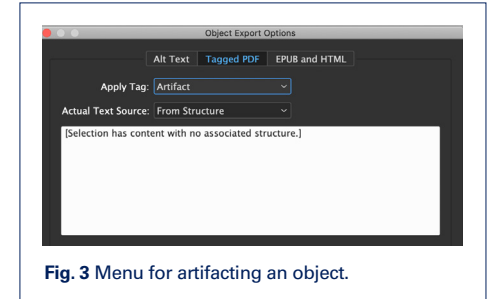 Object Export Options
Alt Text Tagged PDF EPUB and HTML
Apply Tag: Artifact
Actual Text Source: From Structure
[Selection has content with no associated structure.]
Fig. 3 Menu for artifacting an object.